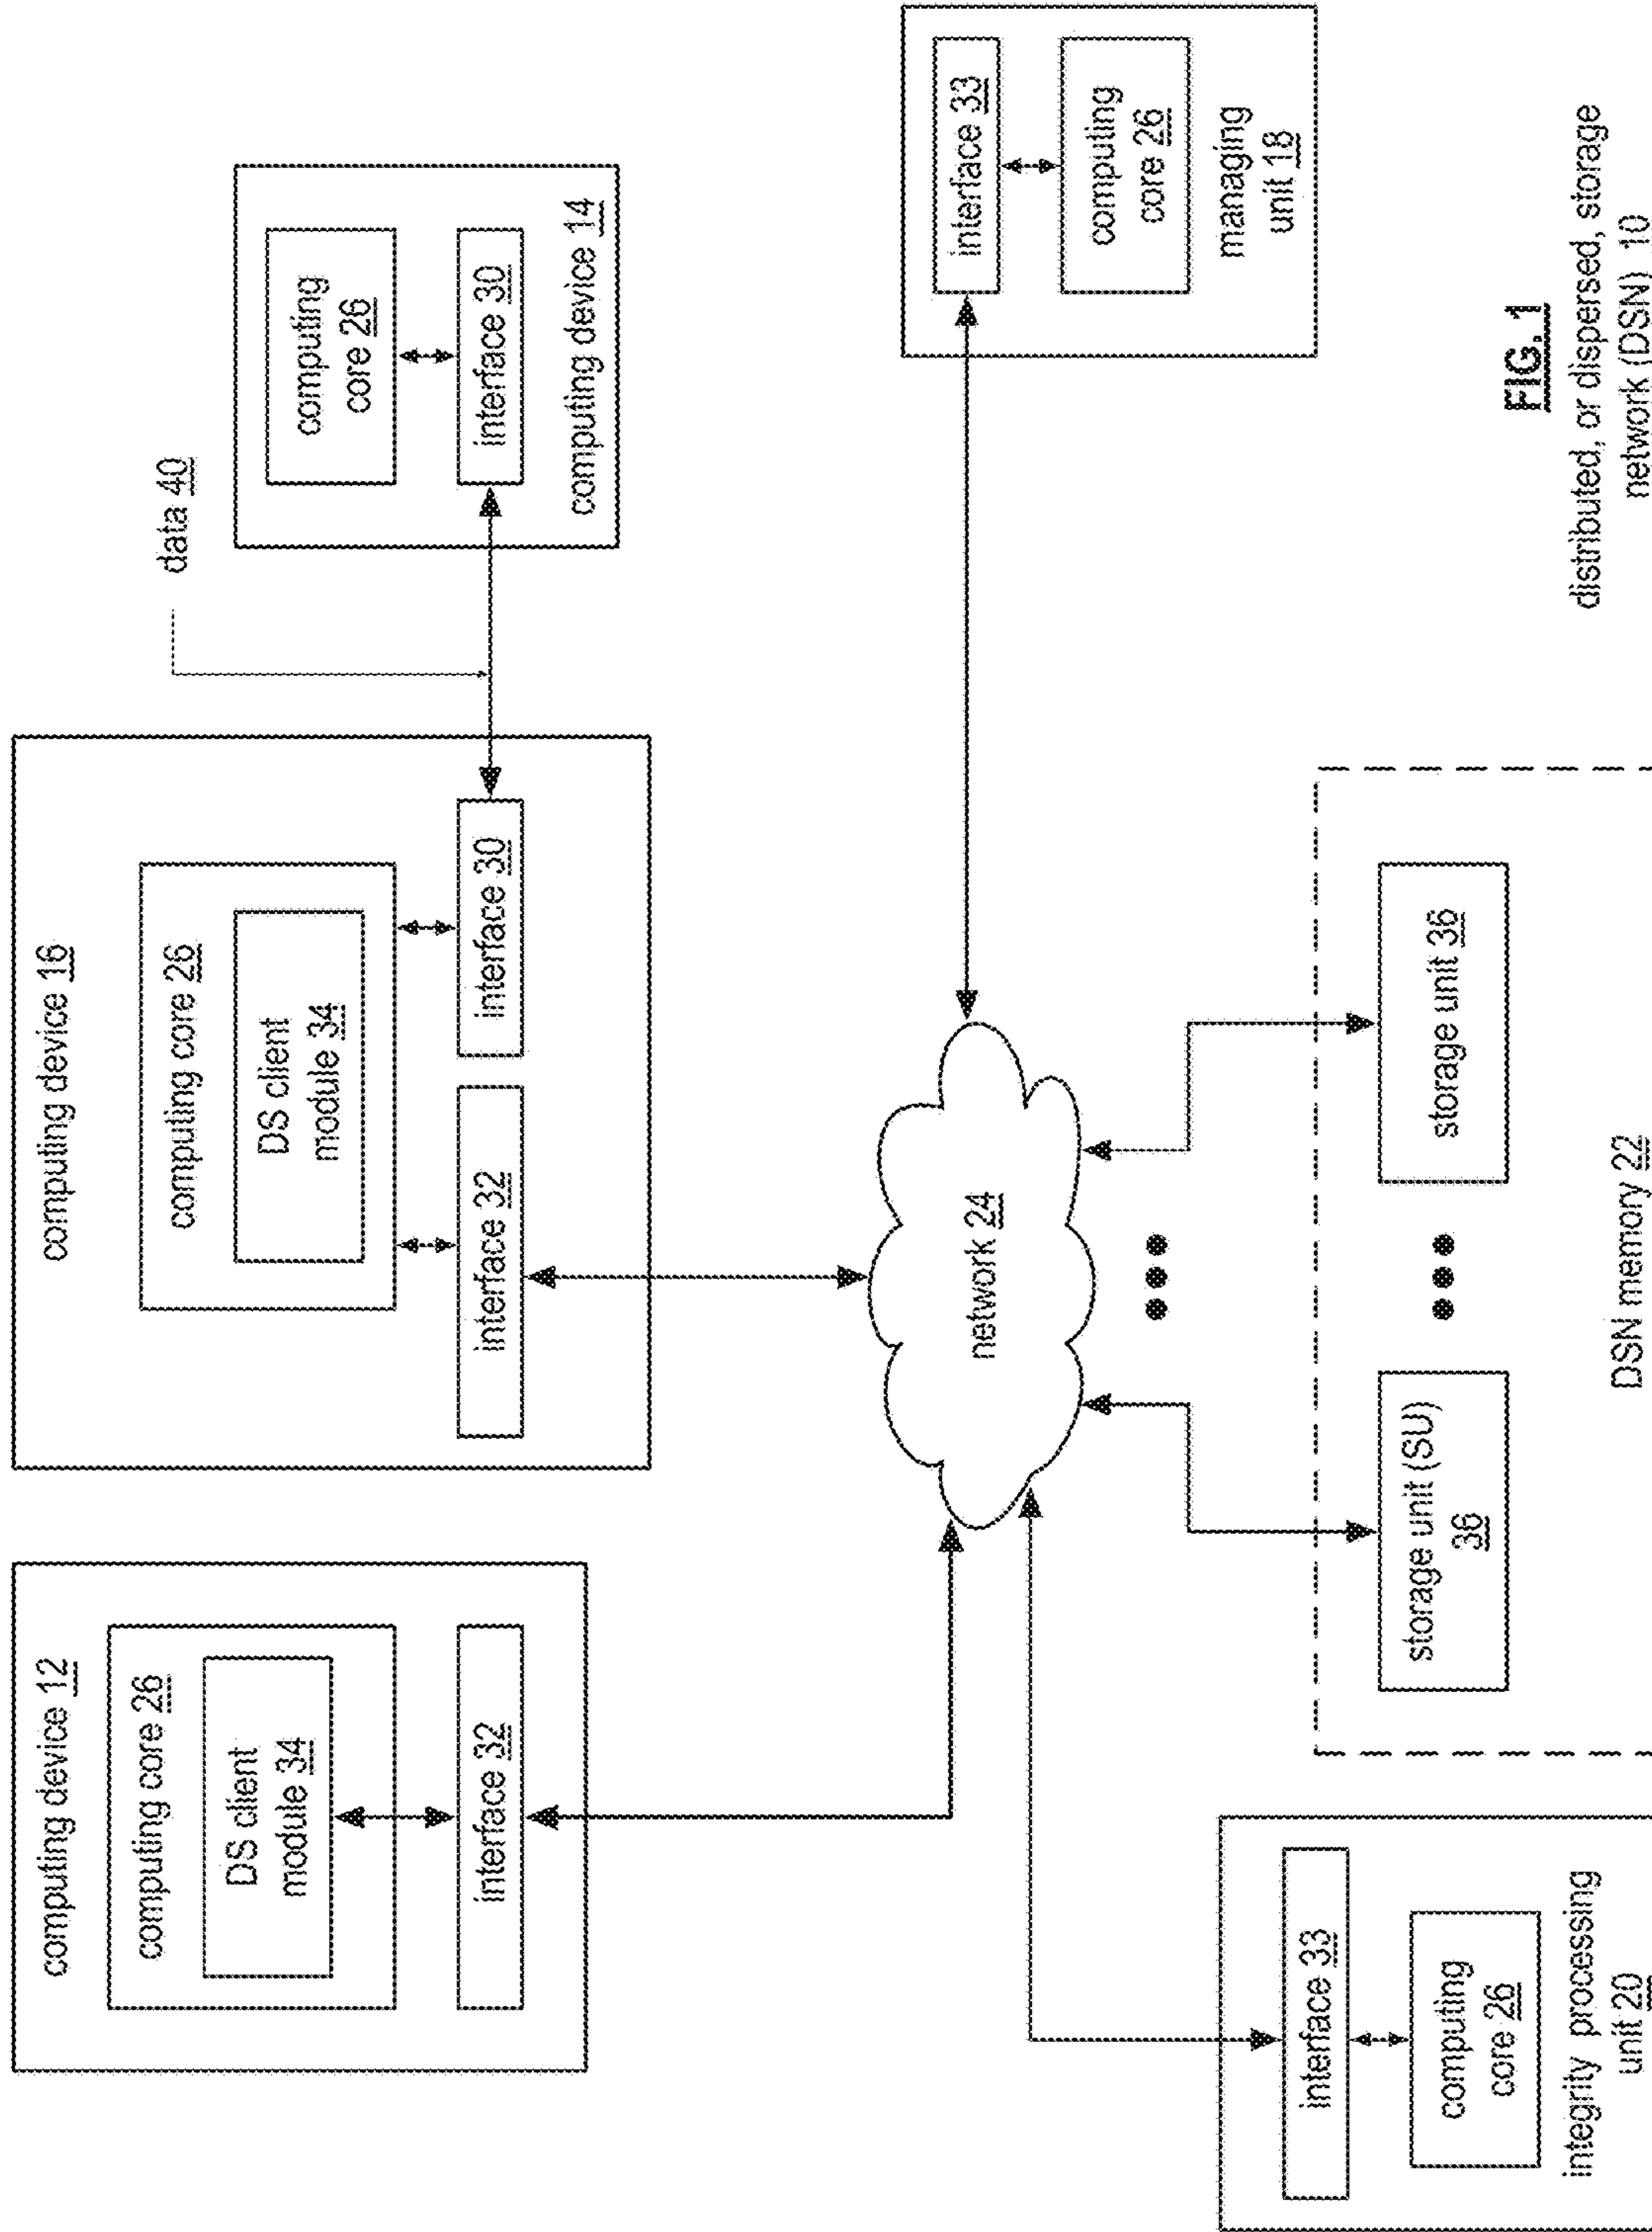 computing device 12
computing core 26
DS client
module 34
interface 32
computing device 16
computing core 26
DS client
module 34
interface 32
interface 30
data 40
computing
core 26
interface 30
computing device 14
network 24
interface 33
computing
core 26
managing
unit 18
interface 33
computing
core 26
integrity processing
unit 20
storage unit (SU)
36
storage unit 36
DSN memory 22
FIG. 1
distributed, or dispersed, storage
network (DSN) 10